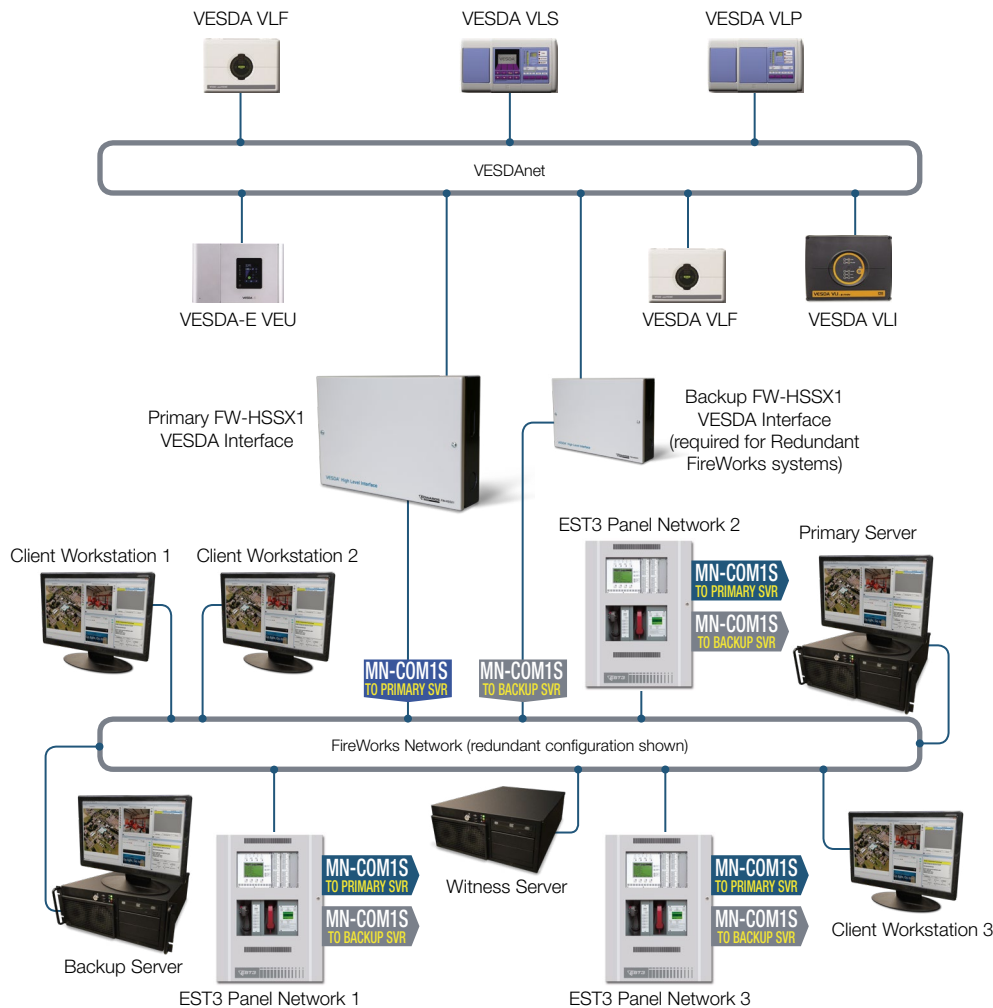 VESDA VLF
VESDA VLS
VESDA VLP
VESDAnet
VESDA-E VEU
VESDA VLF
VESDA VLI
Primary FW-HSSX1
VESDA Interface
Backup FW-HSSX1
VESDA Interface
(required for Redundant
FireWorks systems)
VESDA High Level Interface
EST3 Panel Network 2
Primary Server
Client Workstation 1
Client Workstation 2
MN-COM1S
TO PRIMARY SVR
MN-COM1S
TO BACKUP SVR
MN-COM1S
TO PRIMARY SVR
MN-COM1S
TO BACKUP SVR
FireWorks Network (redundant configuration shown)
MN-COM1S
TO PRIMARY SVR
MN-COM1S
TO BACKUP SVR
Witness Server
MN-COM1S
TO PRIMARY SVR
MN-COM1S
TO BACKUP SVR
Client Workstation 3
Backup Server
EST3 Panel Network 1
EST3 Panel Network 3